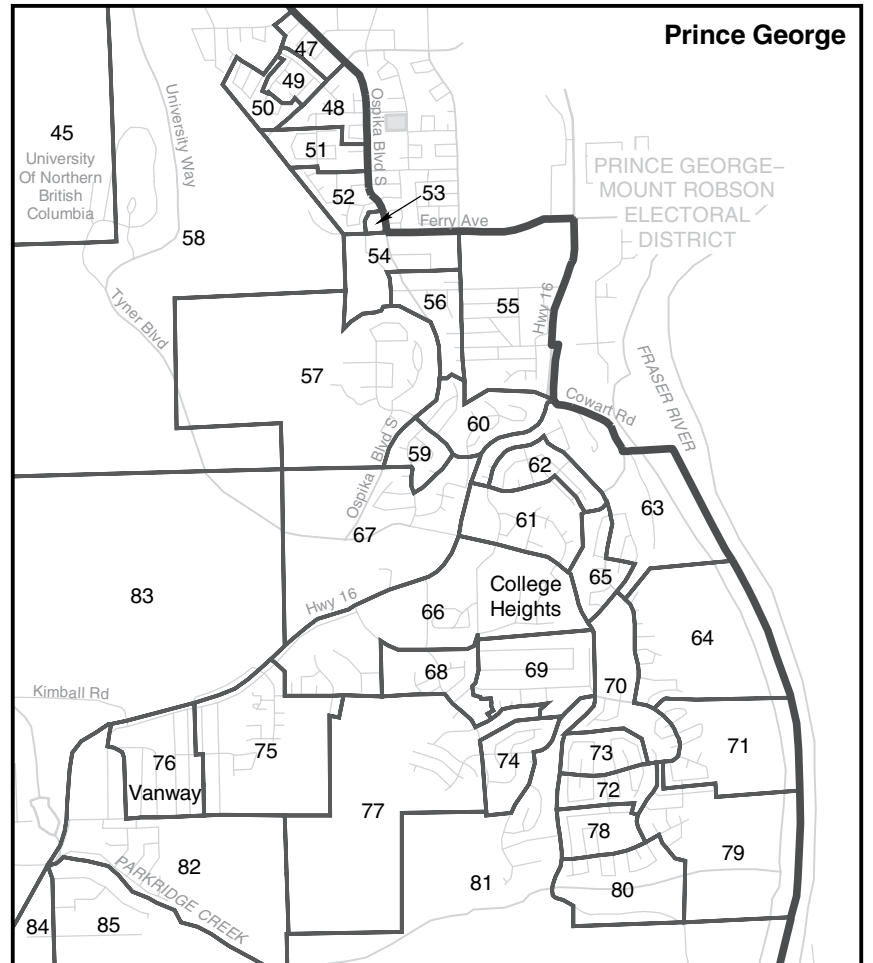 Prince George
47
49
50
48
Ospika Blvd S
45
University
Of Northern
British
Columbia
University Way
51
52
53
Ferry Ave
PRINCE GEORGE–
MOUNT ROBSON
ELECTORAL
DISTRICT
58
54
56
55
Hwy 16
Tyner Blvd
57
FRASER RIVER
Cowart Rd
60
59
Ospika Blvd S
62
61
63
67
65
83
Hwy 16
66
College
Heights
64
68
69
70
Kimball Rd
71
76
Vanway
75
74
73
72
77
78
79
82
PARKRIDGE CREEK
81
80
84
85